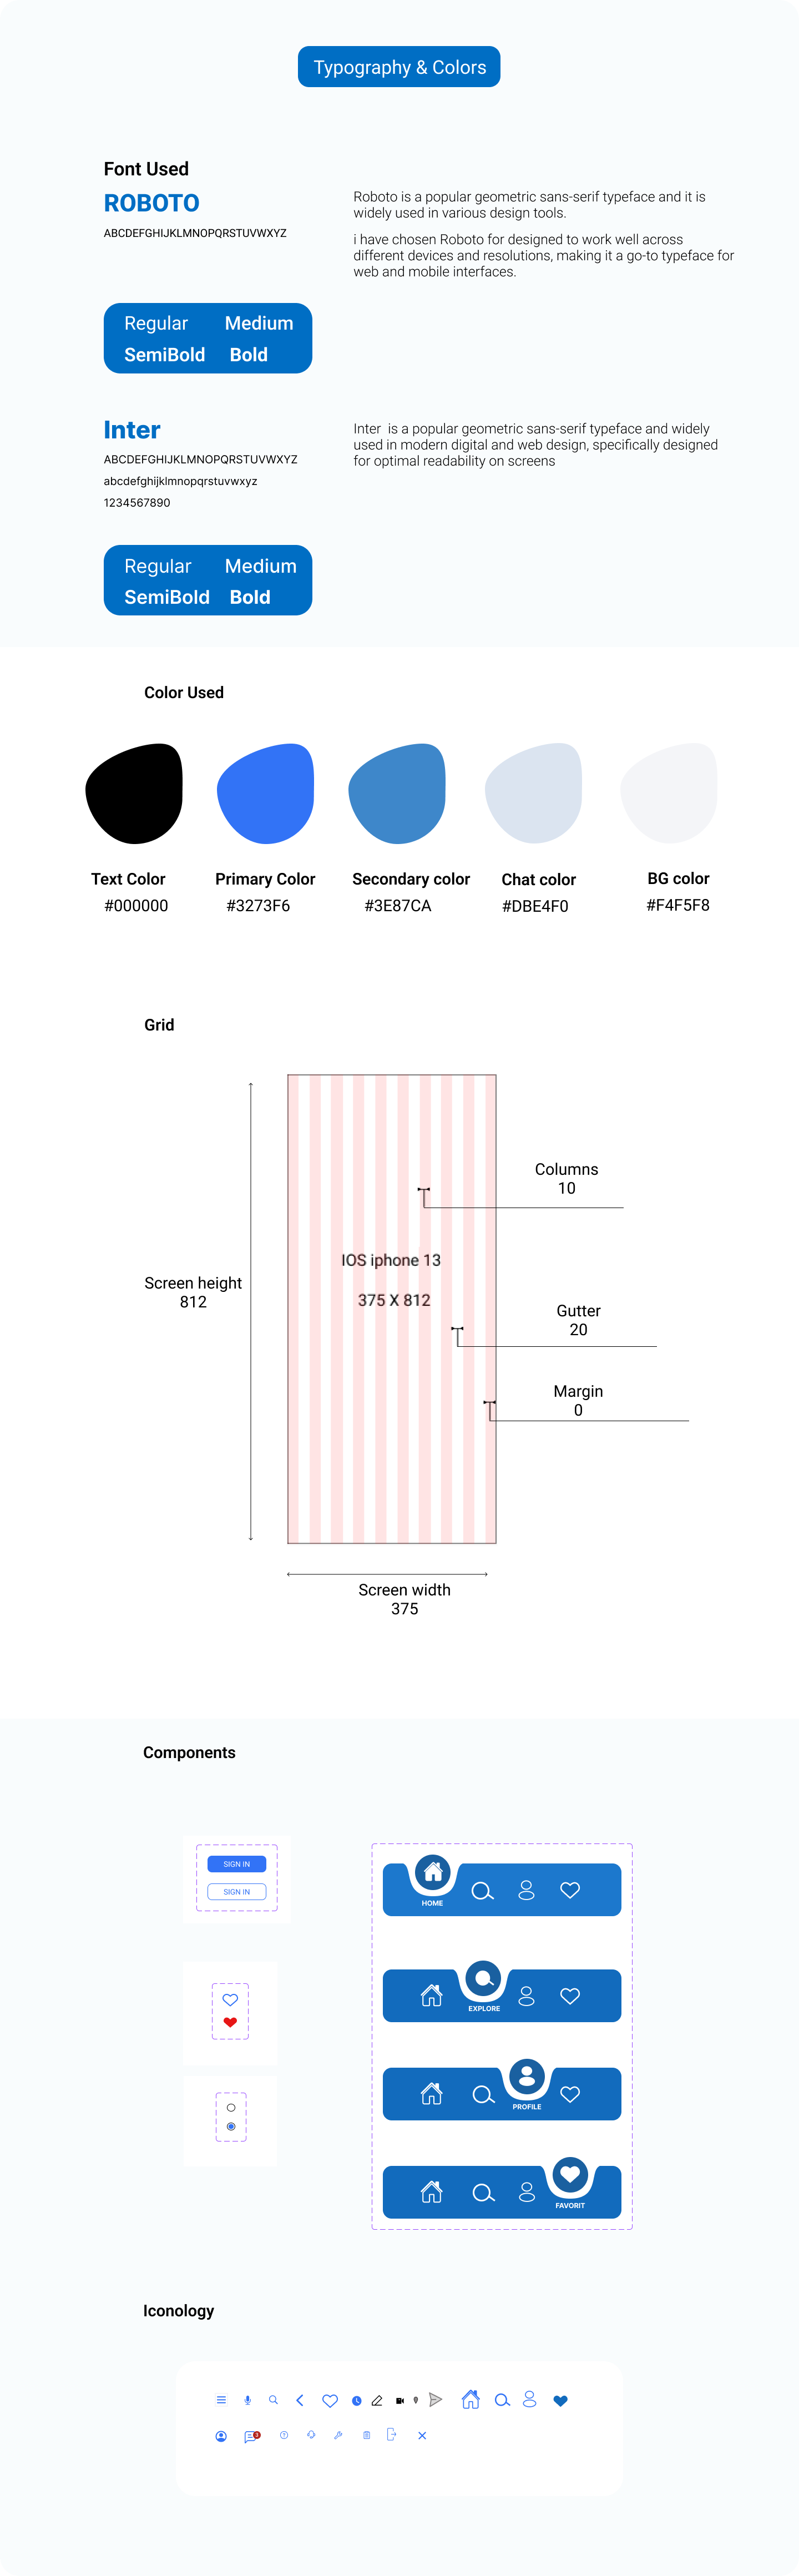 Typography & Colors
Font Used
ROBOTO
ABCDEFGHIJKLMNOPQRSTUVWXYZ
Roboto is a popular geometric sans-serif typeface and it is
widely used in various design tools.
i have chosen Roboto for designed to work well across
different devices and resolutions, making it a go-to typeface for
web and mobile interfaces.
Regular Medium
SemiBold Bold
Inter
ABCDEFGHIJKLMNOPQRSTUVWXYZ
abcdefghijklmnopqrstuvwxyz
1234567890
Inter is a popular geometric sans-serif typeface and widely
used in modern digital and web design, specifically designed
for optimal readability on screens
Regular Medium
SemiBold Bold
Color Used
Text Color
#000000
Primary Color
#3273F6
Secondary color
#3E87CA
Chat color
#DBE4F0
BG color
#F4F5F8
Grid
Columns
10
IOS iphone 13
375 X 812
Screen height
812
Gutter
20
Margin
0
Screen width
375
Components
SIGN IN
SIGN IN
HOME
EXPLORE
PROFILE
FAVORIT
Iconology
3